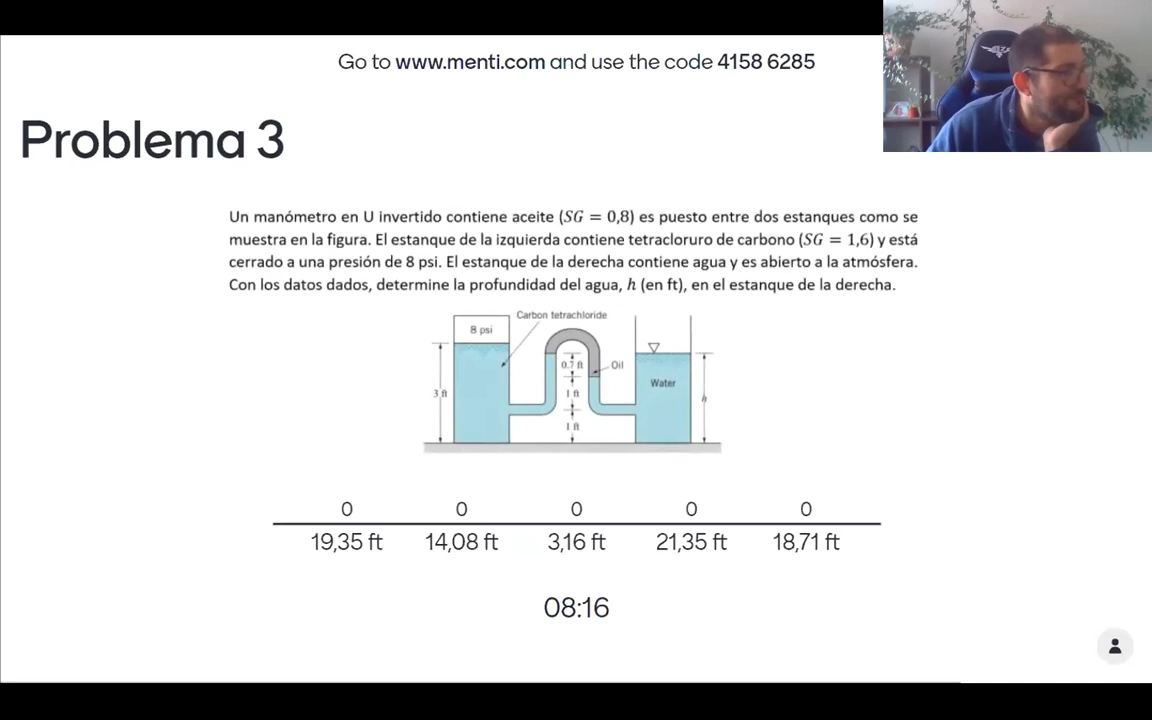 Go to www.menti.com and use the code 4158 6285
Problema 3
Un manómetro en U invertido contiene aceite (SG = 0,8) es puesto entre dos estanques como se
muestra en la figura. El estanque de la izquierda contiene tetracloruro de carbono (SG = 1,6) y está
cerrado a una presión de 8 psi. El estanque de la derecha contiene agua y es abierto a la atmósfera.
Con los datos dados, determine la profundidad del agua, h (en ft), en el estanque de la derecha.
Carbon tetrachloride
8 psi
0.7 ft
Oil
Water
3 ft
1 ft
h
1 ft
0 0 0 0 0
19,35 ft 14,08 ft 3,16 ft 21,35 ft 18,71 ft
08:16